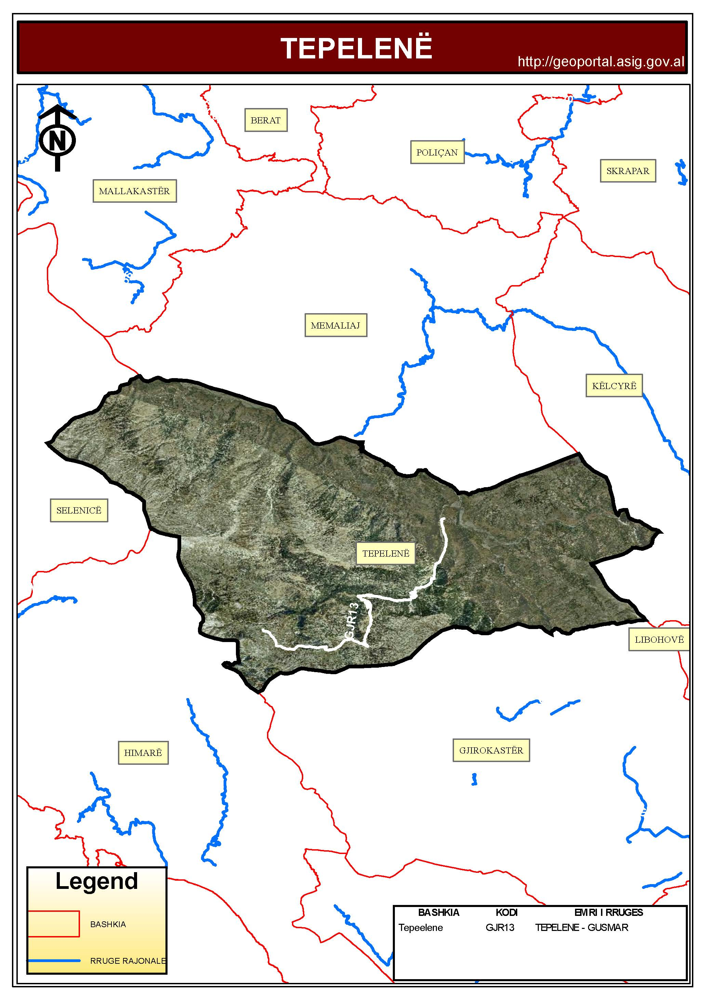 TEPELENË
http://geoportal.asig.gov.al
N
BERAT
POLIÇAN
SKRAPAR
MALLAKASTËR
MEMALIAJ
KËLCYRË
SELENICË
TEPELENË
GJR13
LIBOHOVË
HIMARË
GJIROKASTËR
Legend
BASHKIA
RRUGE RAJONALE
BASHKIA KODI EMRI I RRUGES
Tepeelene GJR13 TEPELENE - GUSMAR